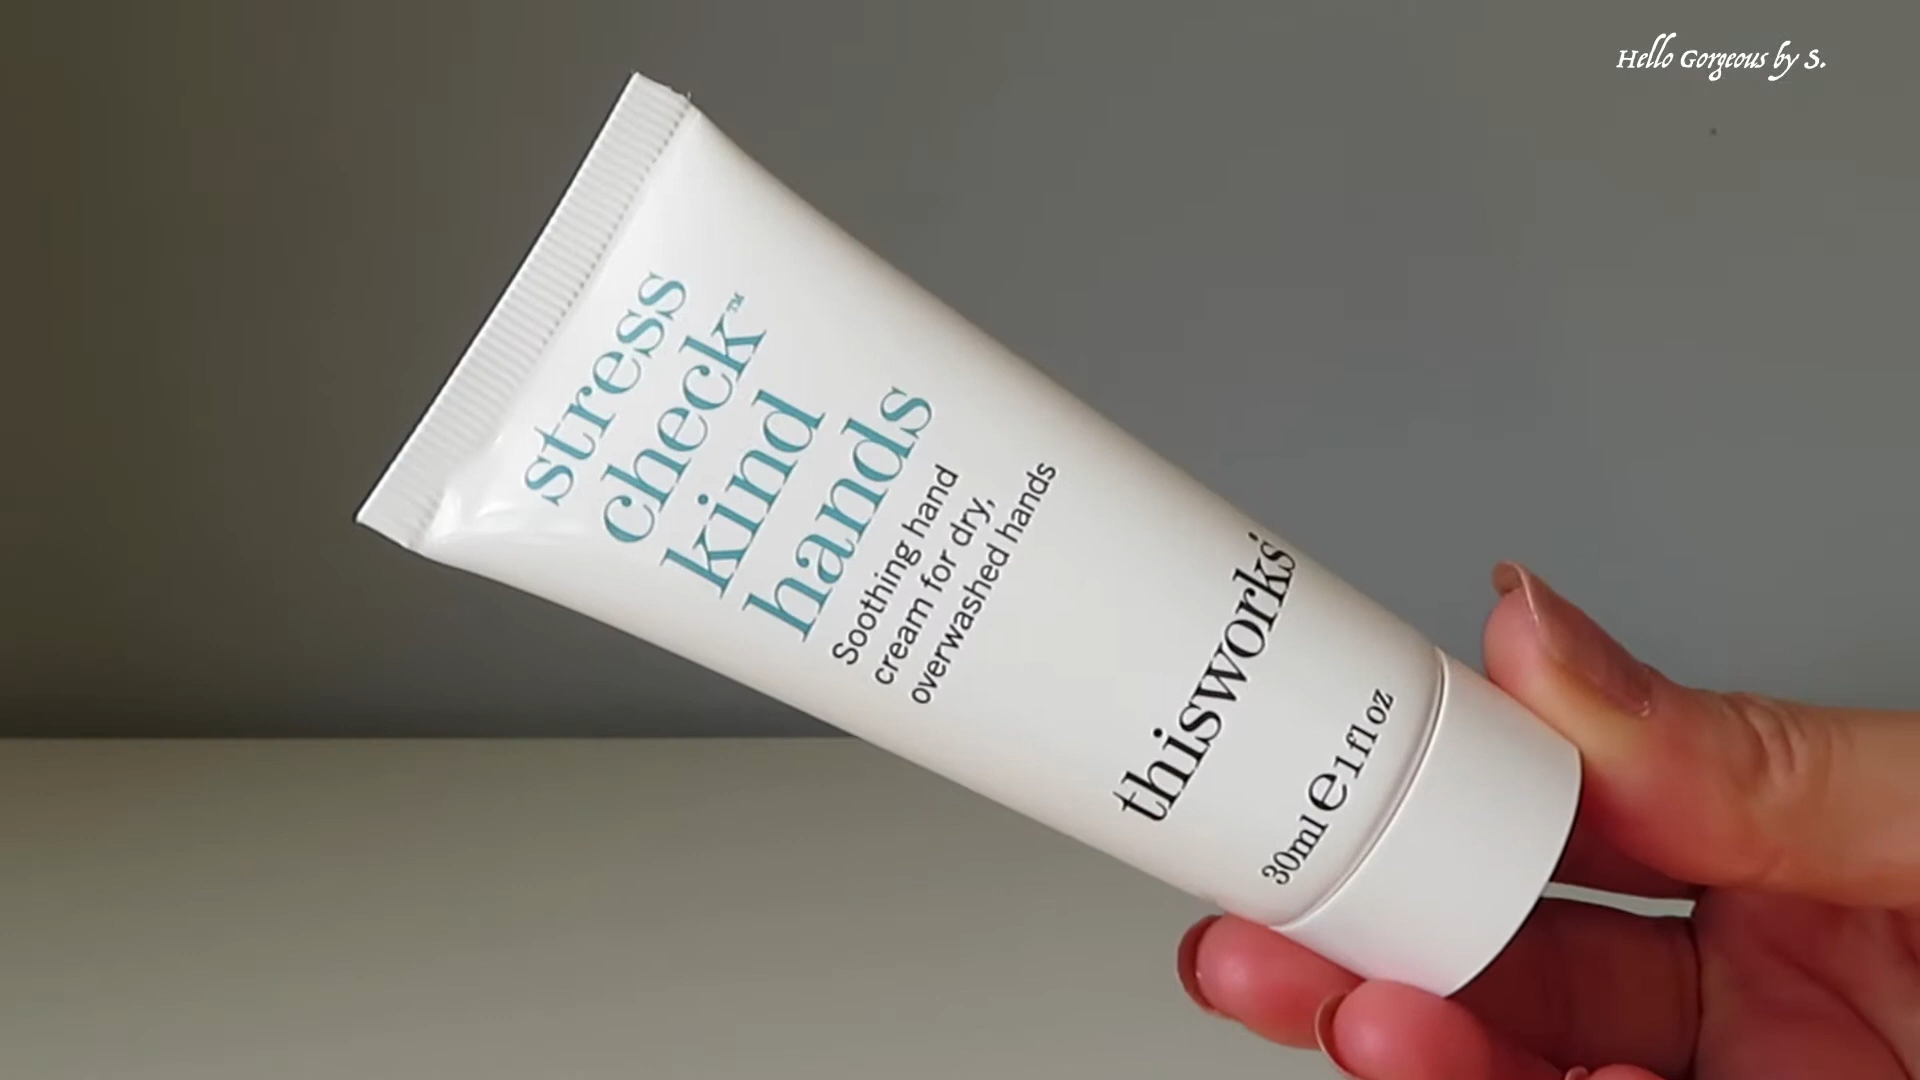 Hello Gorgeous by S.
stress
check™
kind
hands
Soothing hand
cream for dry,
overwashed hands
thisworks®
30ml e 1 fl oz